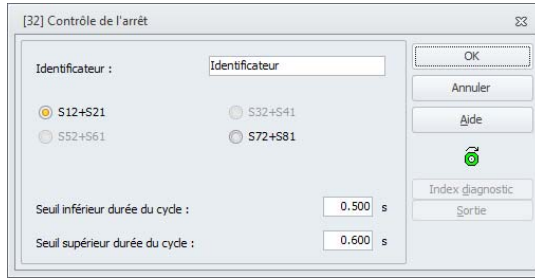 [32] Contrôle de l'arrêt
Identificateur :
Identificateur
OK
Annuler
Aide
S12+S21
S32+S41
S52+S61
S72+S81
Index diagnostic
Sortie
Seuil inférieur durée du cycle :
0.500 s
Seuil supérieur durée du cycle :
0.600 s